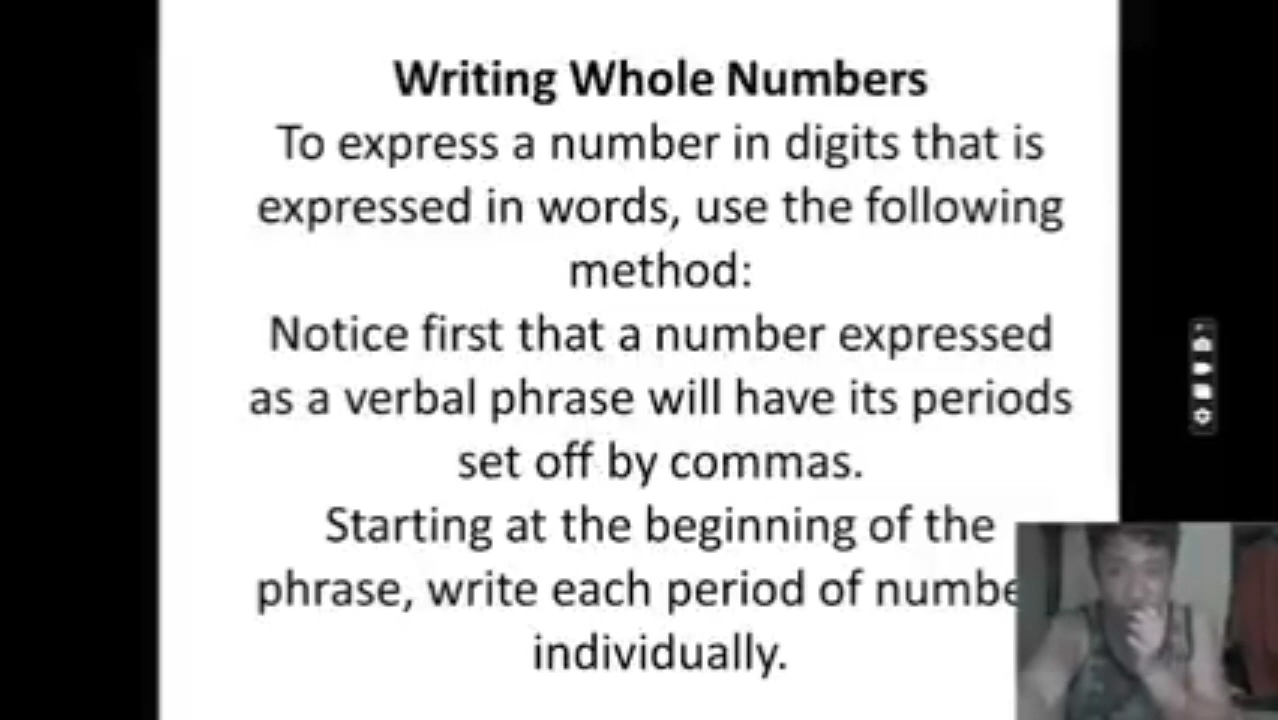 Writing Whole Numbers
To express a number in digits that is
expressed in words, use the following
method:
Notice first that a number expressed
as a verbal phrase will have its periods
set off by commas.
Starting at the beginning of the
phrase, write each period of numbe
individually.